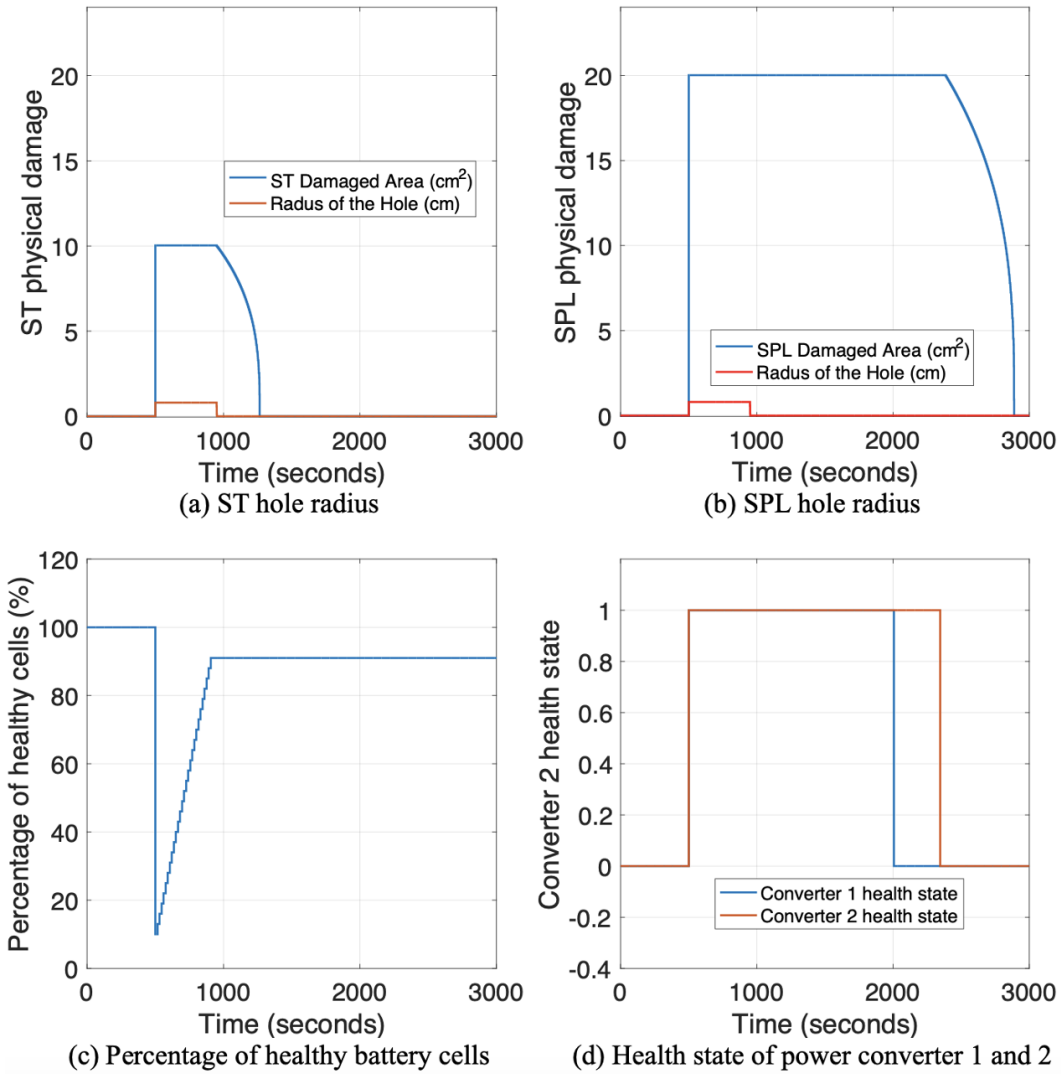 ST physical damage
20
15
10
5
0
ST Damaged Area (cm²)
Radius of the Hole (cm)
0 1000 2000 3000
Time (seconds)
(a) ST hole radius
SPL physical damage
20
15
10
5
0
SPL Damaged Area (cm²)
Radius of the Hole (cm)
0 1000 2000 3000
Time (seconds)
(b) SPL hole radius
Percentage of healthy cells (%)
120
100
80
60
40
20
0
0 1000 2000 3000
Time (seconds)
(c) Percentage of healthy battery cells
Converter 2 health state
1
0.8
0.6
0.4
0.2
0
-0.2
-0.4
Converter 1 health state
Converter 2 health state
0 1000 2000 3000
Time (seconds)
(d) Health state of power converter 1 and 2